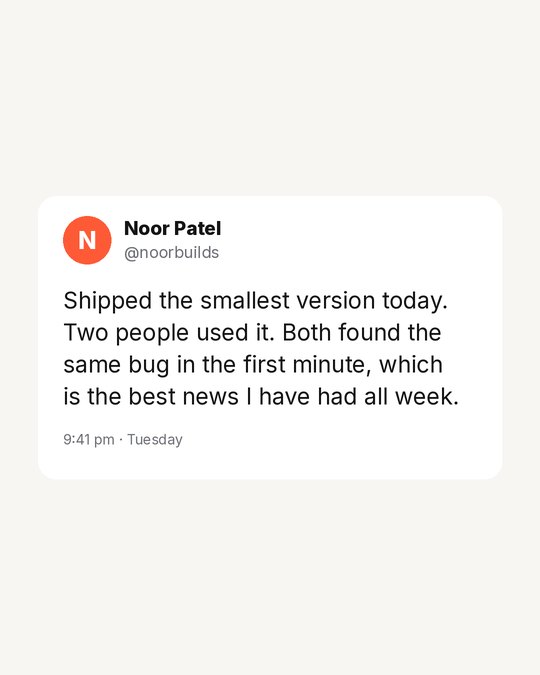 N
Noor Patel
@noorbuilds
Shipped the smallest version today.
Two people used it. Both found the
same bug in the first minute, which
is the best news I have had all week.
9:41 pm · Tuesday